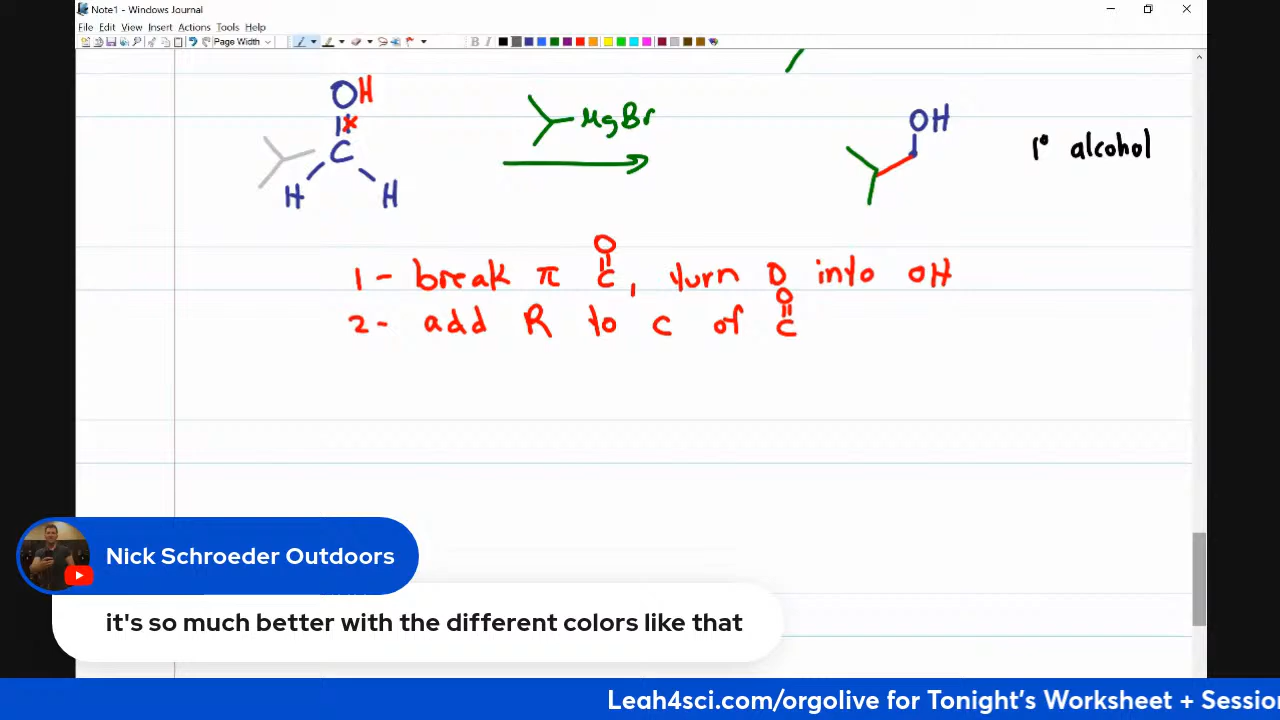 Note1 - Windows Journal
File Edit View Insert Actions Tools Help
Page Width
B I
OH
C
H H
MgBr
OH
1° alcohol
1 - break π C=O, turn O into OH
2 - add R to C of C=O
Nick Schroeder Outdoors
it's so much better with the different colors like that
Leah4sci.com/orgolive for Tonight's Worksheet + Sessio